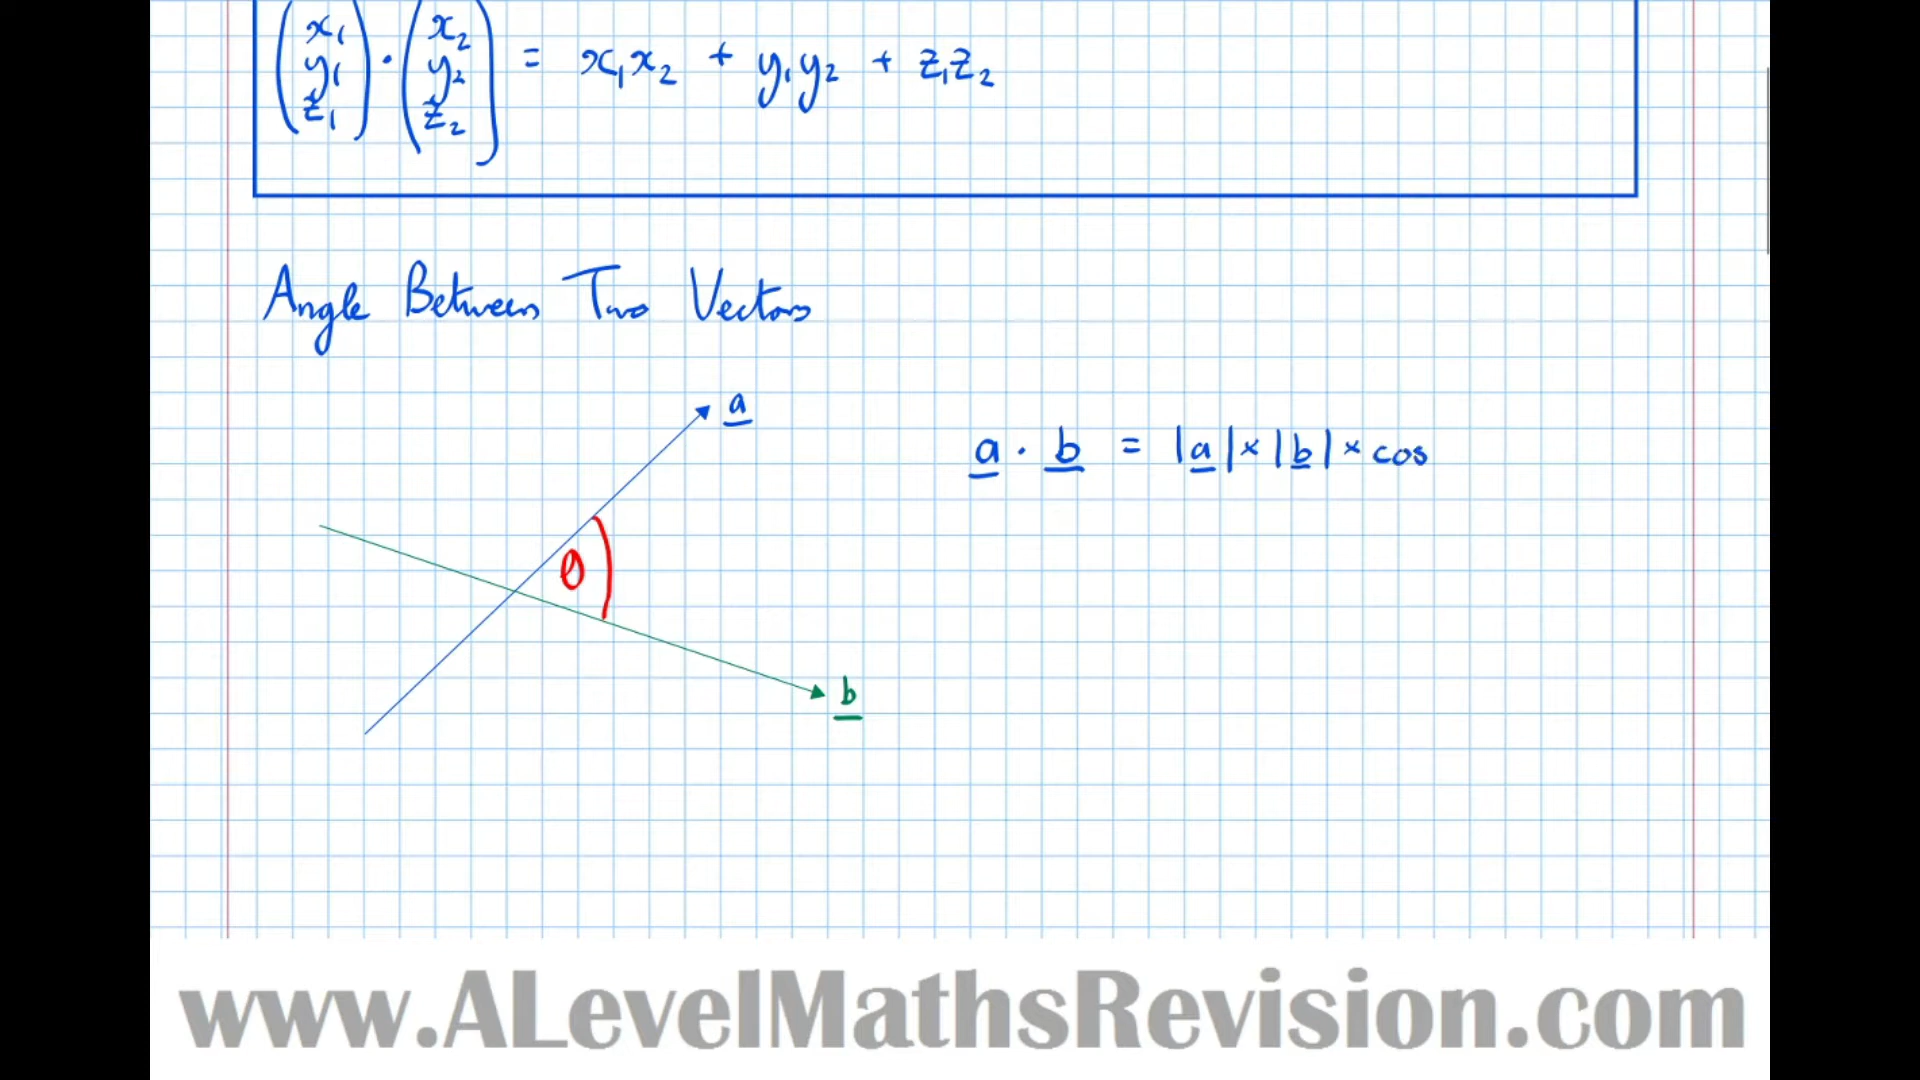 (x₁ y₁ z₁) · (x₂ y₂ z₂) = x₁x₂ + y₁y₂ + z₁z₂
Angle Between Two Vectors
a
a · b = |a| × |b| × cos
θ
b
www.ALevelMathsRevision.com